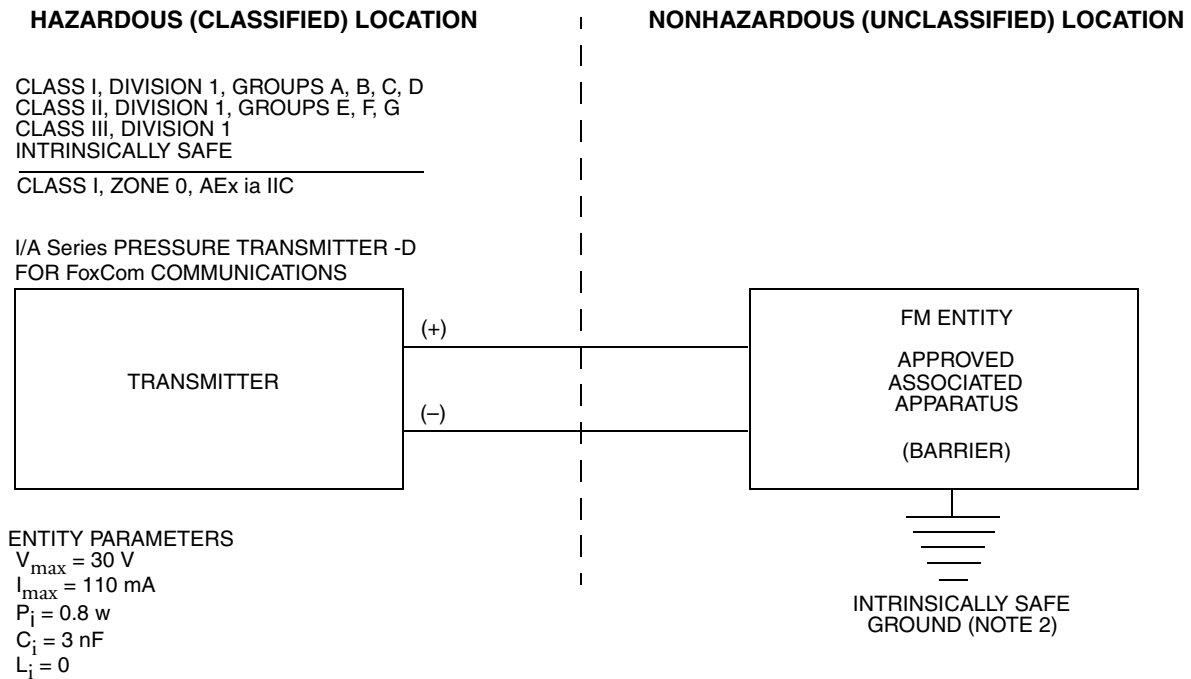 HAZARDOUS (CLASSIFIED) LOCATION
NONHAZARDOUS (UNCLASSIFIED) LOCATION
CLASS I, DIVISION 1, GROUPS A, B, C, D
CLASS II, DIVISION 1, GROUPS E, F, G
CLASS III, DIVISION 1
INTRINSICALLY SAFE
CLASS I, ZONE 0, AEx ia IIC
I/A Series PRESSURE TRANSMITTER -D
FOR FoxCom COMMUNICATIONS
TRANSMITTER
(+)
(–)
FM ENTITY
APPROVED
ASSOCIATED
APPARATUS
(BARRIER)
ENTITY PARAMETERS
Vmax = 30 V
Imax = 110 mA
Pi = 0.8 w
Ci = 3 nF
Li = 0
INTRINSICALLY SAFE
GROUND (NOTE 2)